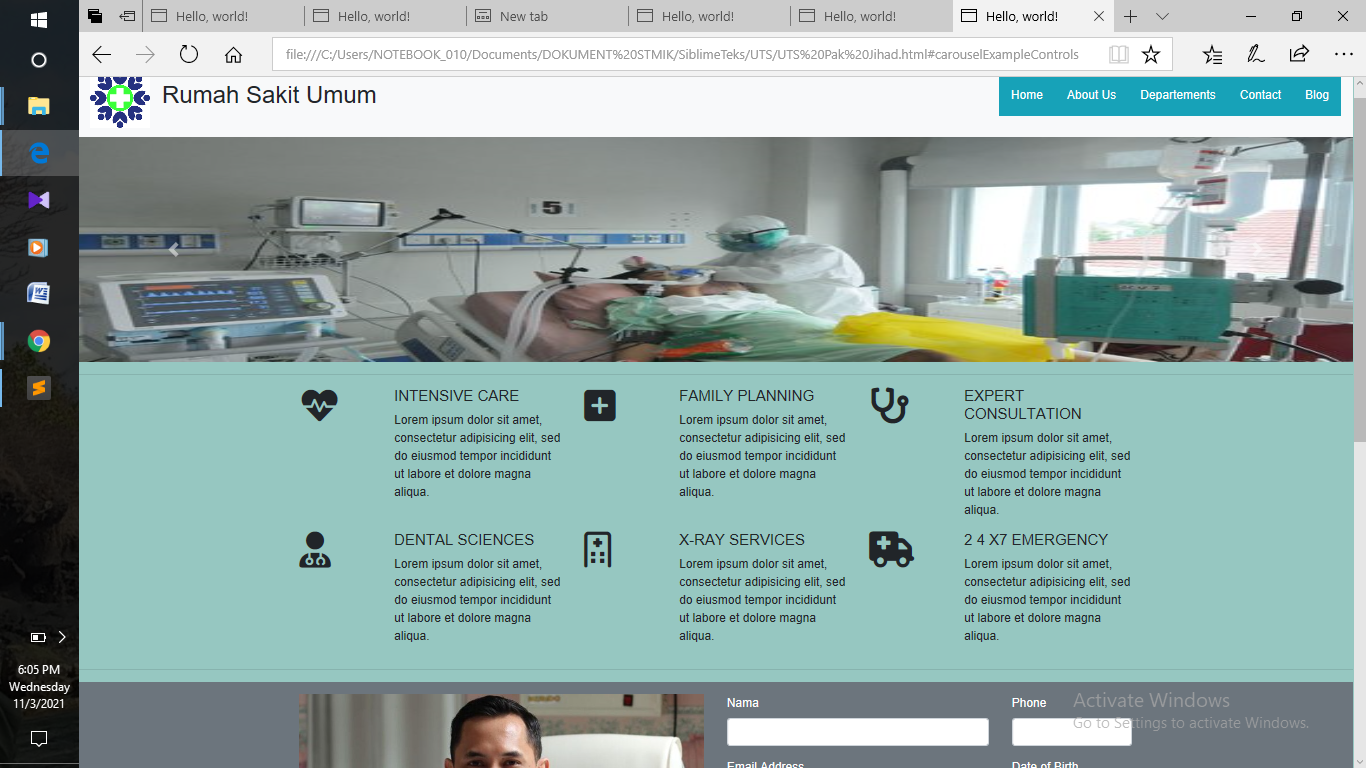 Hello, world!
Hello, world!
New tab
Hello, world!
Hello, world!
Hello, world!
file:///C:/Users/NOTEBOOK_010/Documents/DOKUMENT%20STMIK/SiblimeTeks/UTS/UTS%20Pak%20Jihad.html#carouselExampleControls
Rumah Sakit Umum
Home About Us Departements Contact Blog
5
INTENSIVE CARE
Lorem ipsum dolor sit amet,
consectetur adipisicing elit, sed
do eiusmod tempor incididunt
ut labore et dolore magna
aliqua.
FAMILY PLANNING
Lorem ipsum dolor sit amet,
consectetur adipisicing elit, sed
do eiusmod tempor incididunt
ut labore et dolore magna
aliqua.
EXPERT
CONSULTATION
Lorem ipsum dolor sit amet,
consectetur adipisicing elit, sed
do eiusmod tempor incididunt
ut labore et dolore magna
aliqua.
DENTAL SCIENCES
Lorem ipsum dolor sit amet,
consectetur adipisicing elit, sed
do eiusmod tempor incididunt
ut labore et dolore magna
aliqua.
X-RAY SERVICES
Lorem ipsum dolor sit amet,
consectetur adipisicing elit, sed
do eiusmod tempor incididunt
ut labore et dolore magna
aliqua.
2 4 X7 EMERGENCY
Lorem ipsum dolor sit amet,
consectetur adipisicing elit, sed
do eiusmod tempor incididunt
ut labore et dolore magna
aliqua.
Nama
Phone
Email Address
Date of Birth
Activate Windows
Go to Settings to activate Windows.
6:05 PM
Wednesday
11/3/2021